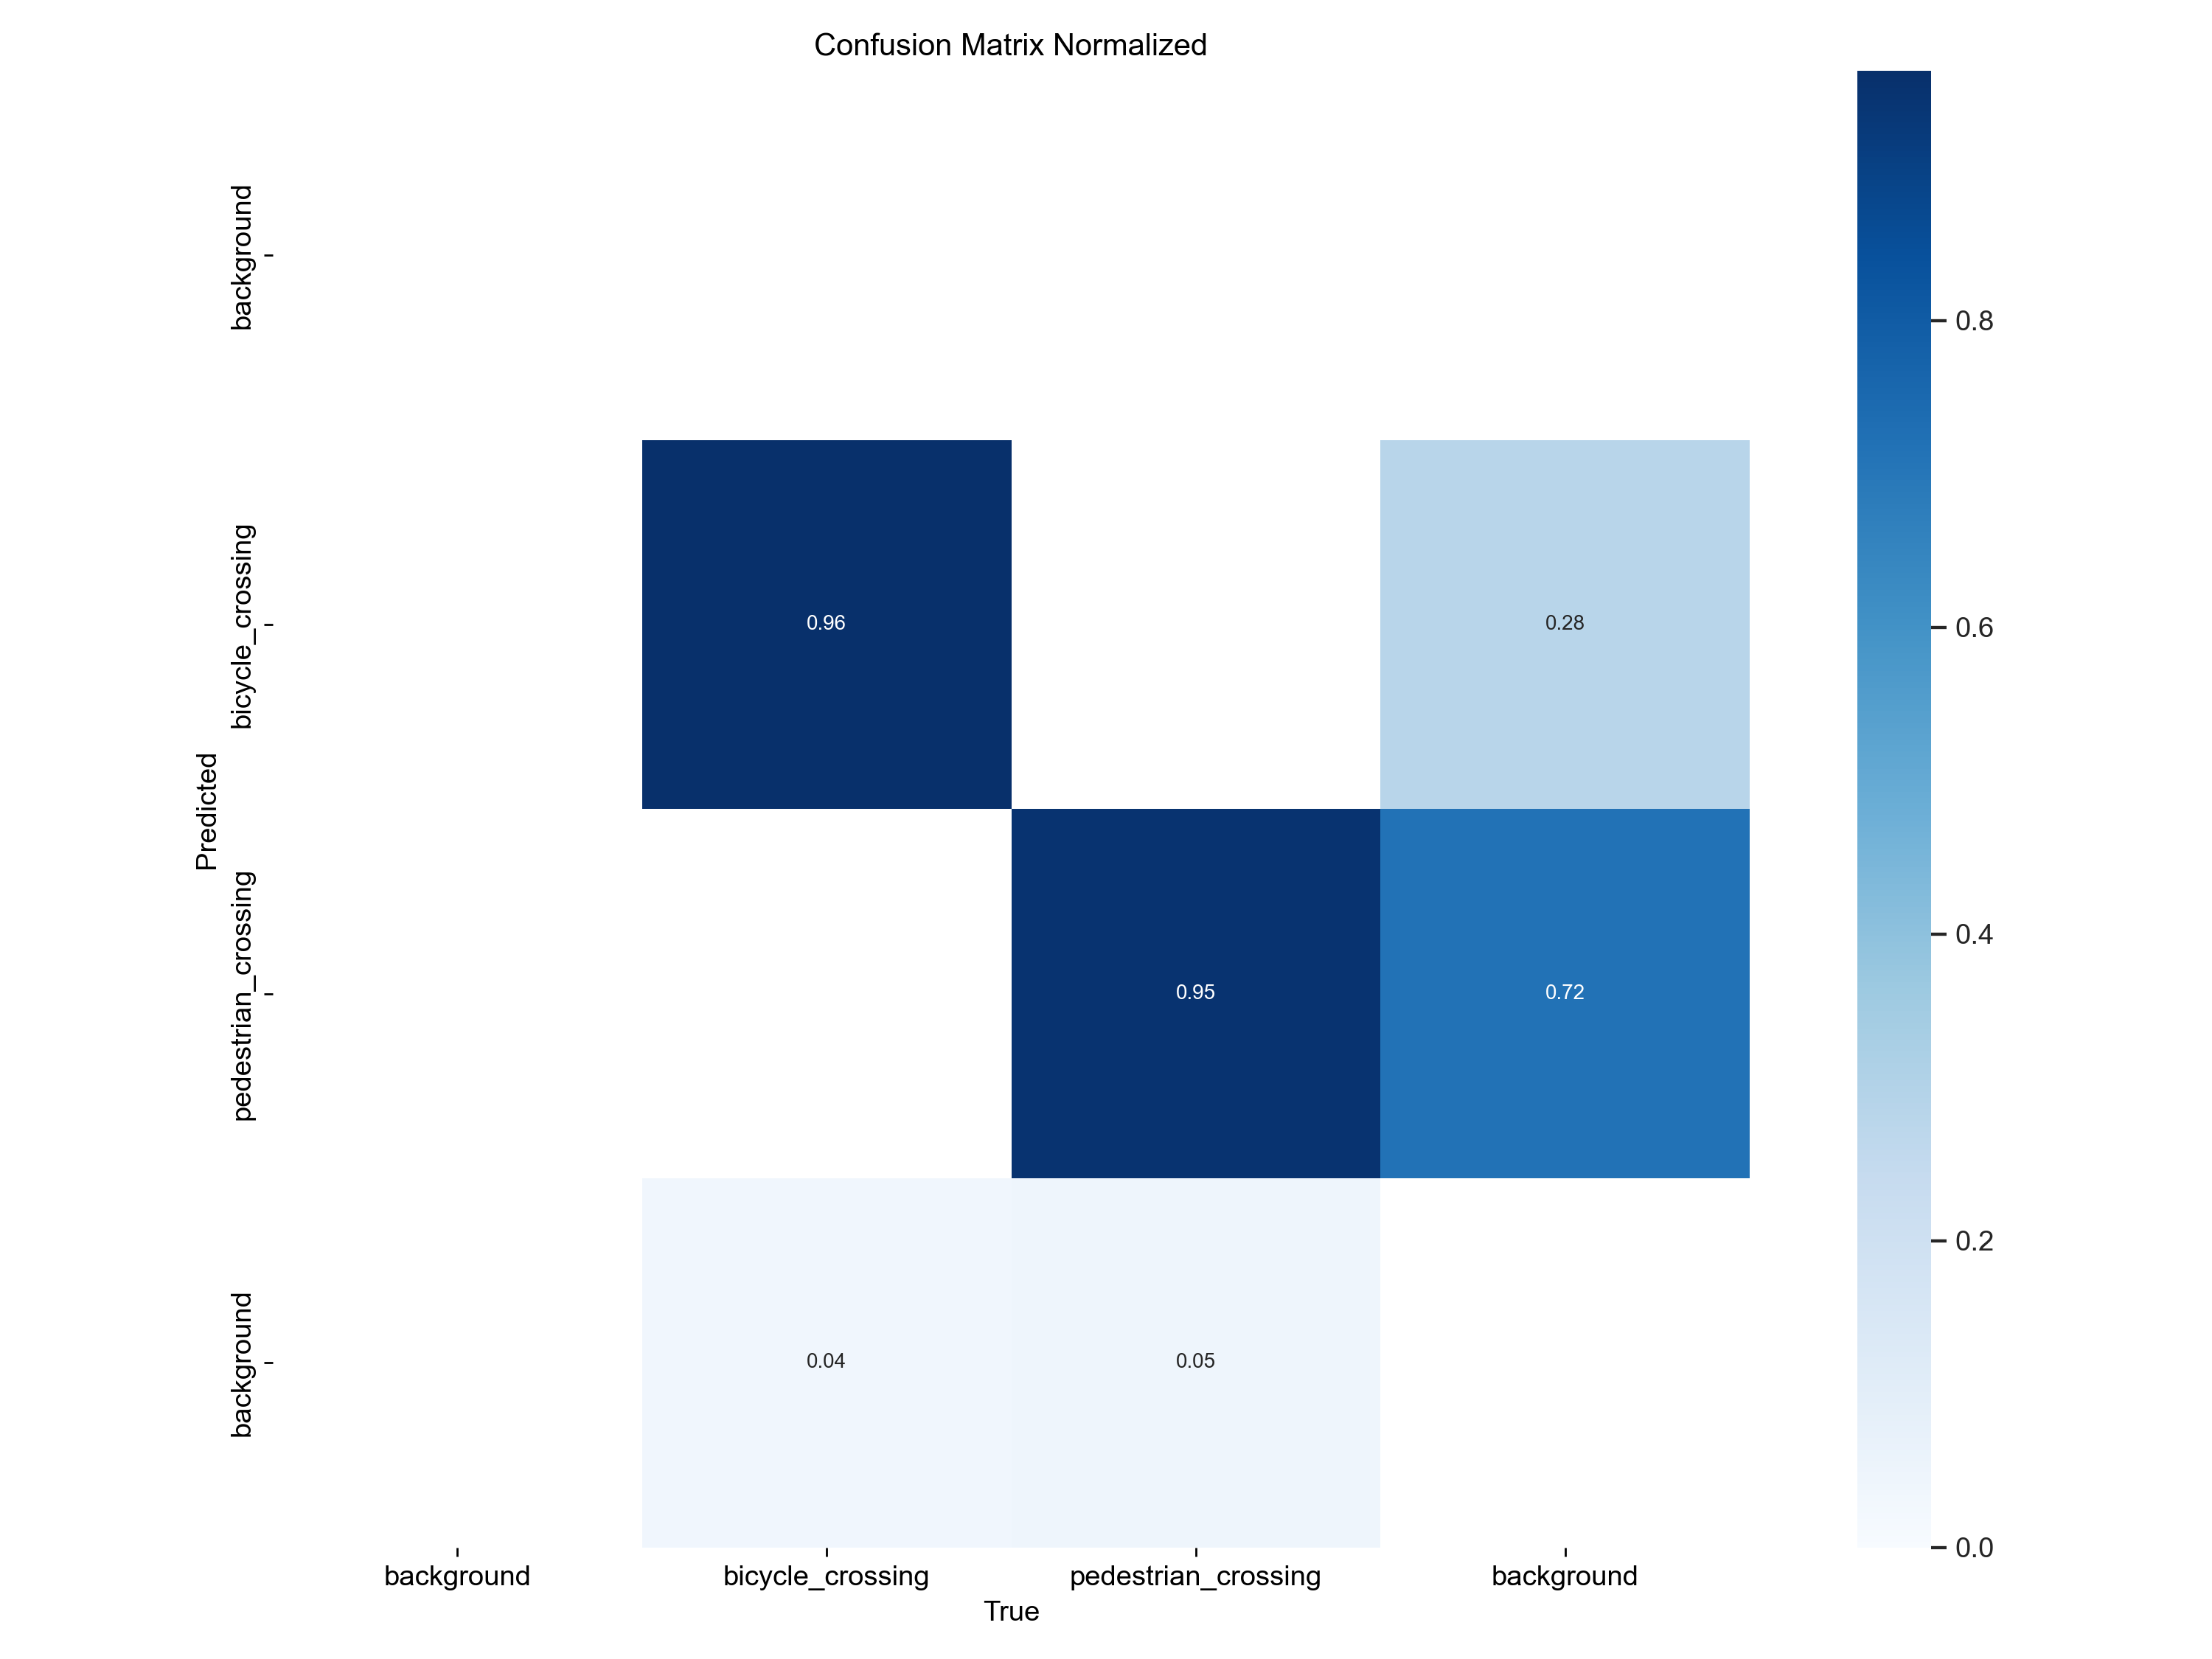 Confusion Matrix Normalized
background
bicycle_crossing
pedestrian_crossing
background
Predicted
0.96
0.28
0.95
0.72
0.04
0.05
background
bicycle_crossing
pedestrian_crossing
background
True
0.8
0.6
0.4
0.2
0.0